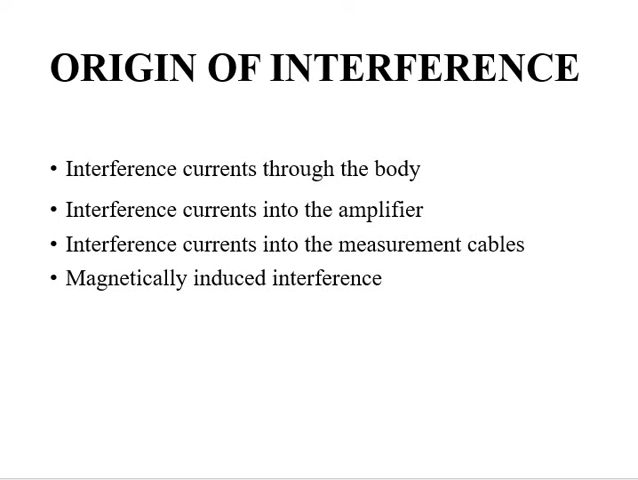 ORIGIN OF INTERFERENCE
• Interference currents through the body
• Interference currents into the amplifier
• Interference currents into the measurement cables
• Magnetically induced interference